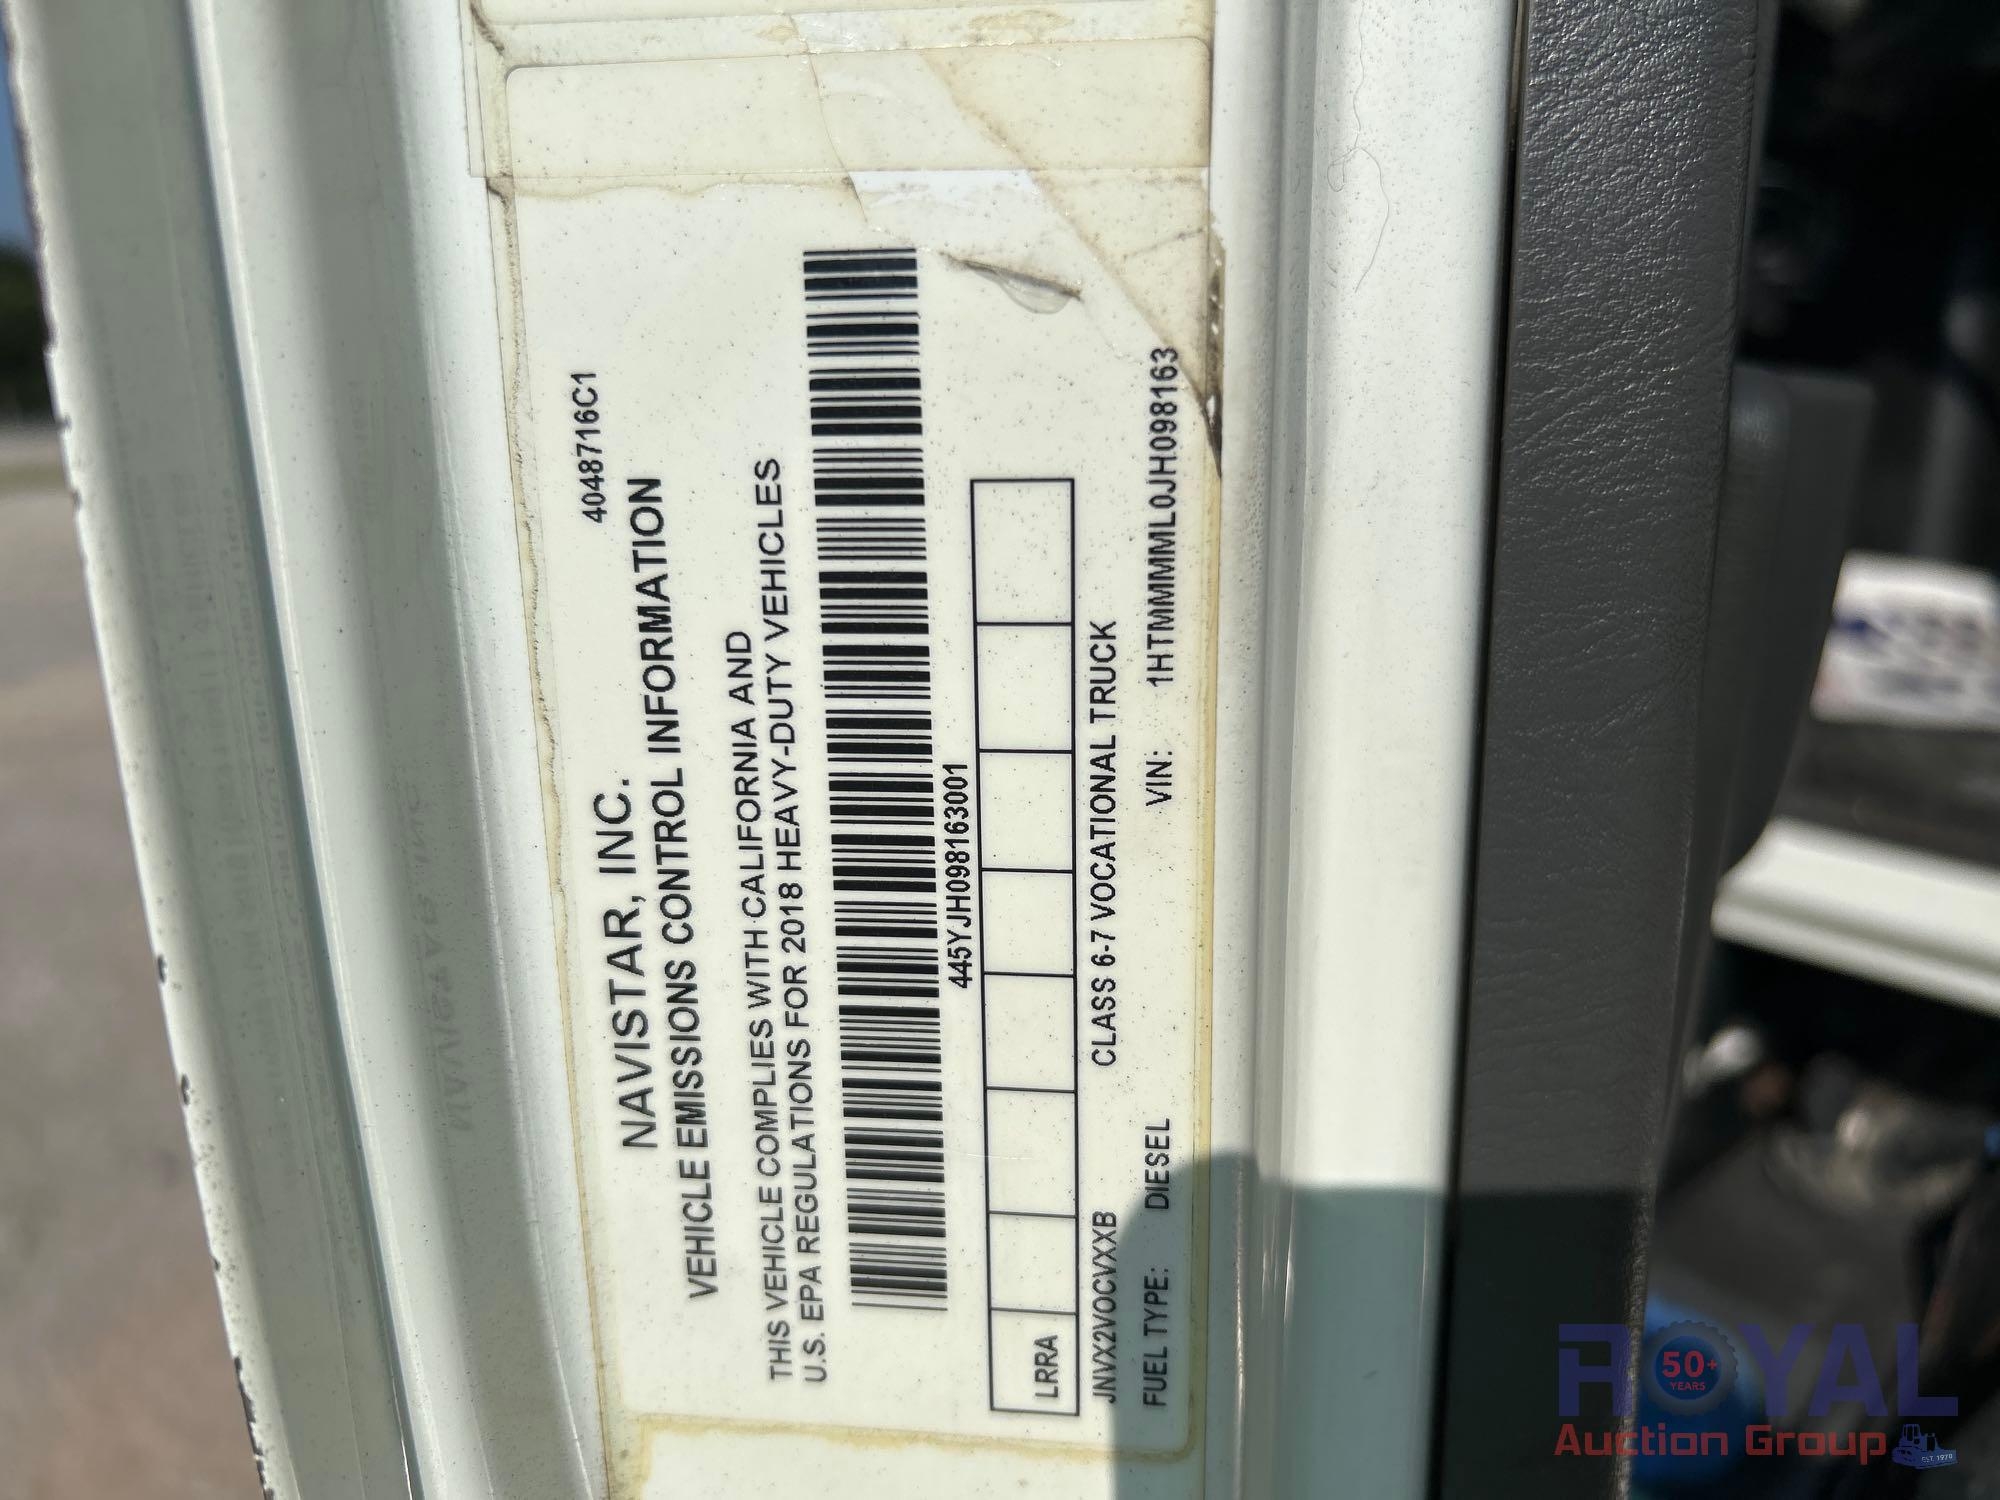 4048716C1
NAVISTAR, INC.
VEHICLE EMISSIONS CONTROL INFORMATION
THIS VEHICLE COMPLIES WITH CALIFORNIA AND
U.S. EPA REGULATIONS FOR 2018 HEAVY-DUTY VEHICLES
445YJH098163001
LRRA
JNVX2VOCVXXB CLASS 6-7 VOCATIONAL TRUCK
FUEL TYPE: DIESEL VIN: 1HTMMMML0JH098163
ROYAL
50+
YEARS
Auction Group
EST. 1970